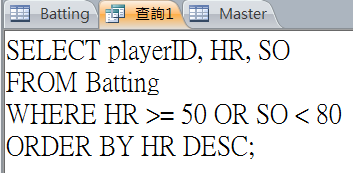 Batting 查詢1 Master
SELECT playerID, HR, SO
FROM Batting
WHERE HR >= 50 OR SO < 80
ORDER BY HR DESC;